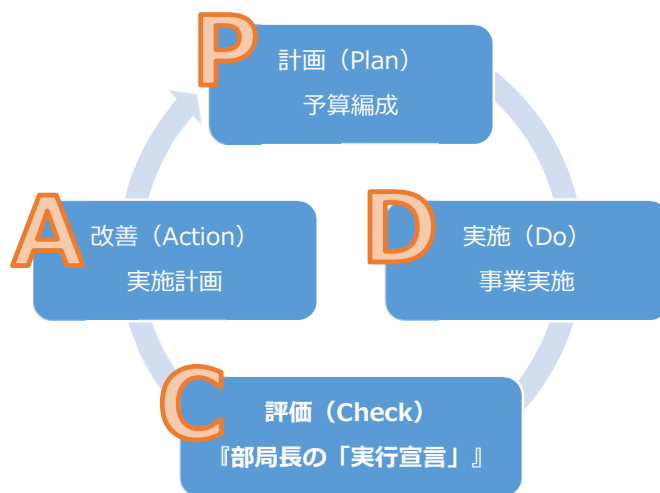 P
計画（Plan）
予算編成
D
実施（Do）
事業実施
C
評価（Check）
『部局長の「実行宣言」』
A
改善（Action）
実施計画